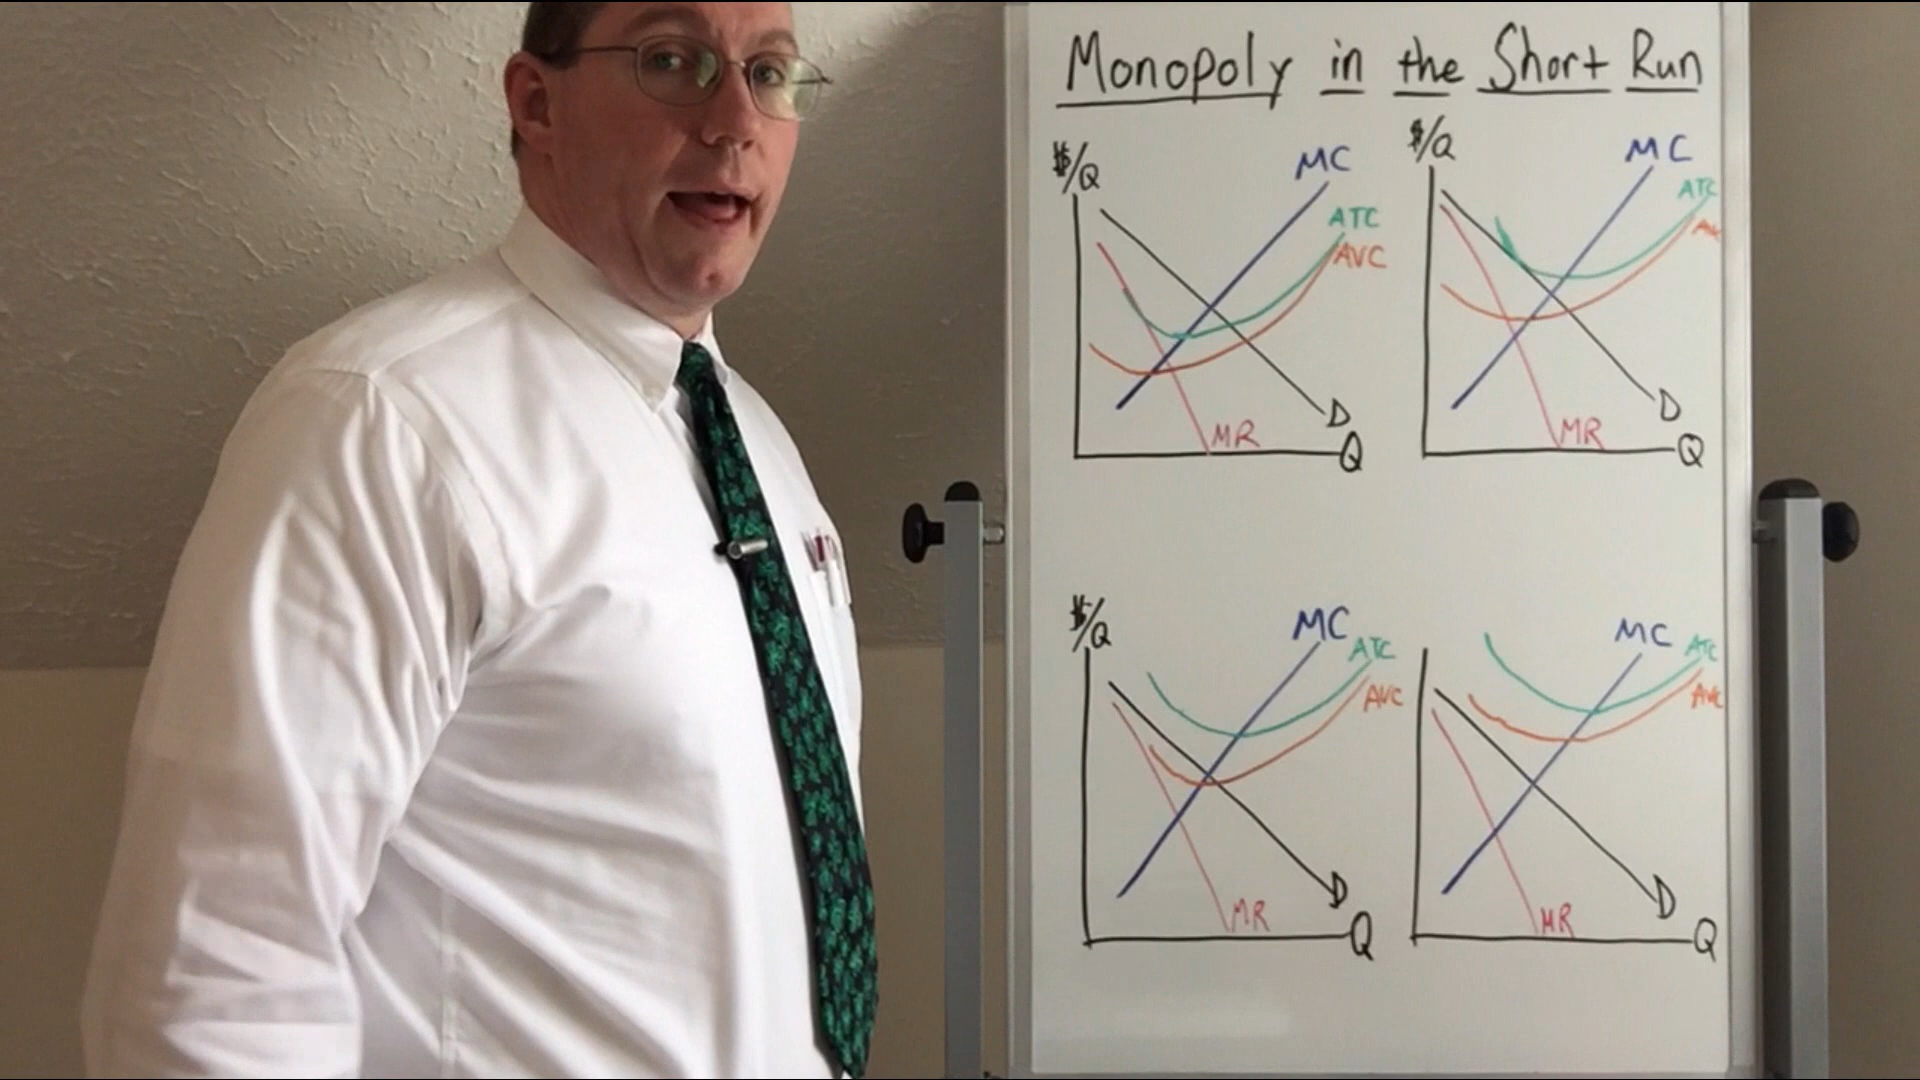 Monopoly in the Short Run
$/Q
MC
ATC
AVC
MR
D
Q
$/Q
MC
ATC
MR
D
Q
$/Q
MC
ATC
AVC
MR
D
Q
MC
ATC
AVC
MR
D
Q